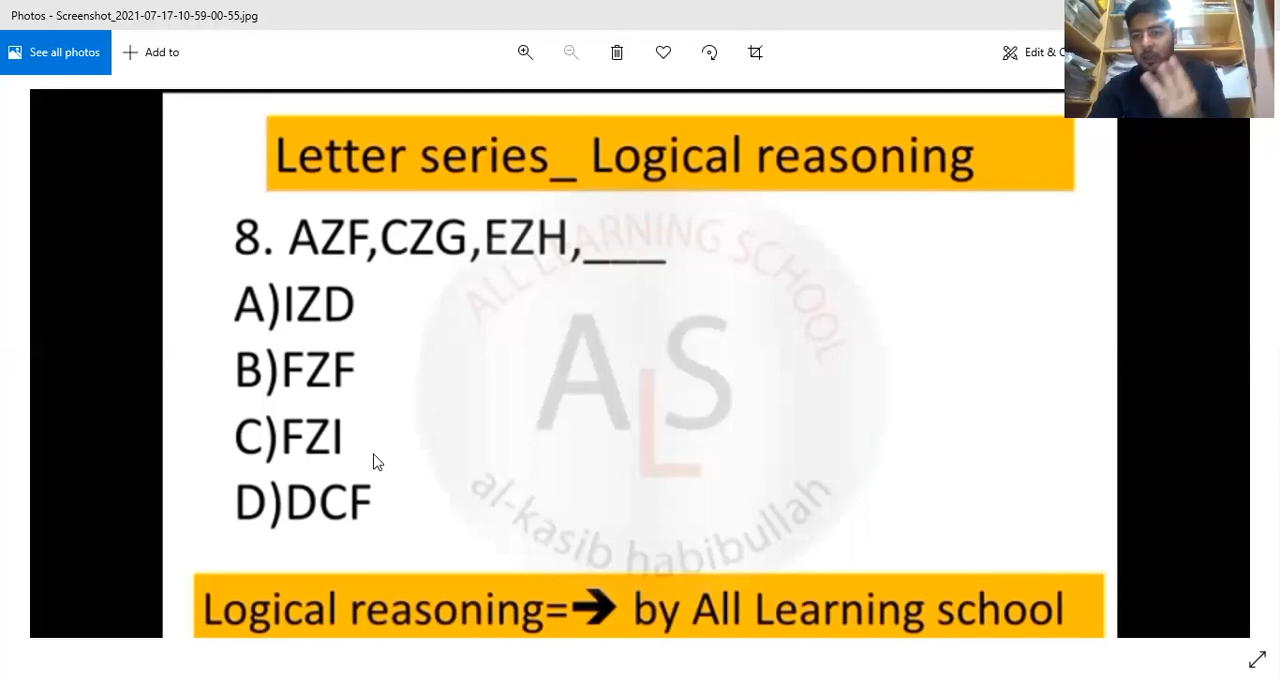 Photos - Screenshot_2021-07-17-10-59-00-55.jpg
See all photos
Add to
Edit & C
Letter series_ Logical reasoning
8. AZF,CZG,EZH,___
A)IZD
B)FZF
C)FZI
D)DCF
ALL LEARNING SCHOOL
ALS
al-kasib habibullah
Logical reasoning=➔ by All Learning school